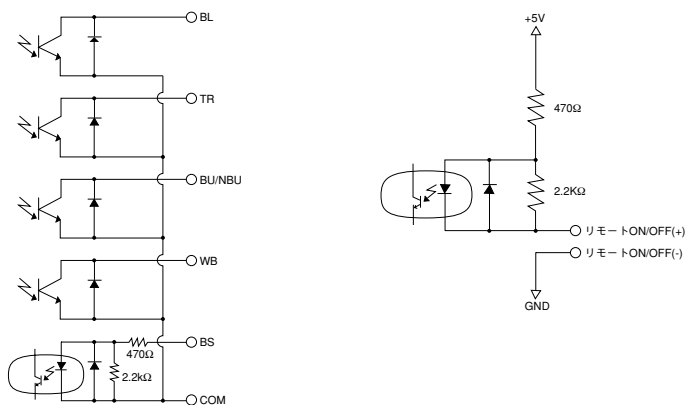 BL
TR
BU/NBU
WB
BS
470Ω
2.2kΩ
COM
+5V
470Ω
2.2KΩ
リモートON/OFF(+)
リモートON/OFF(-)
GND